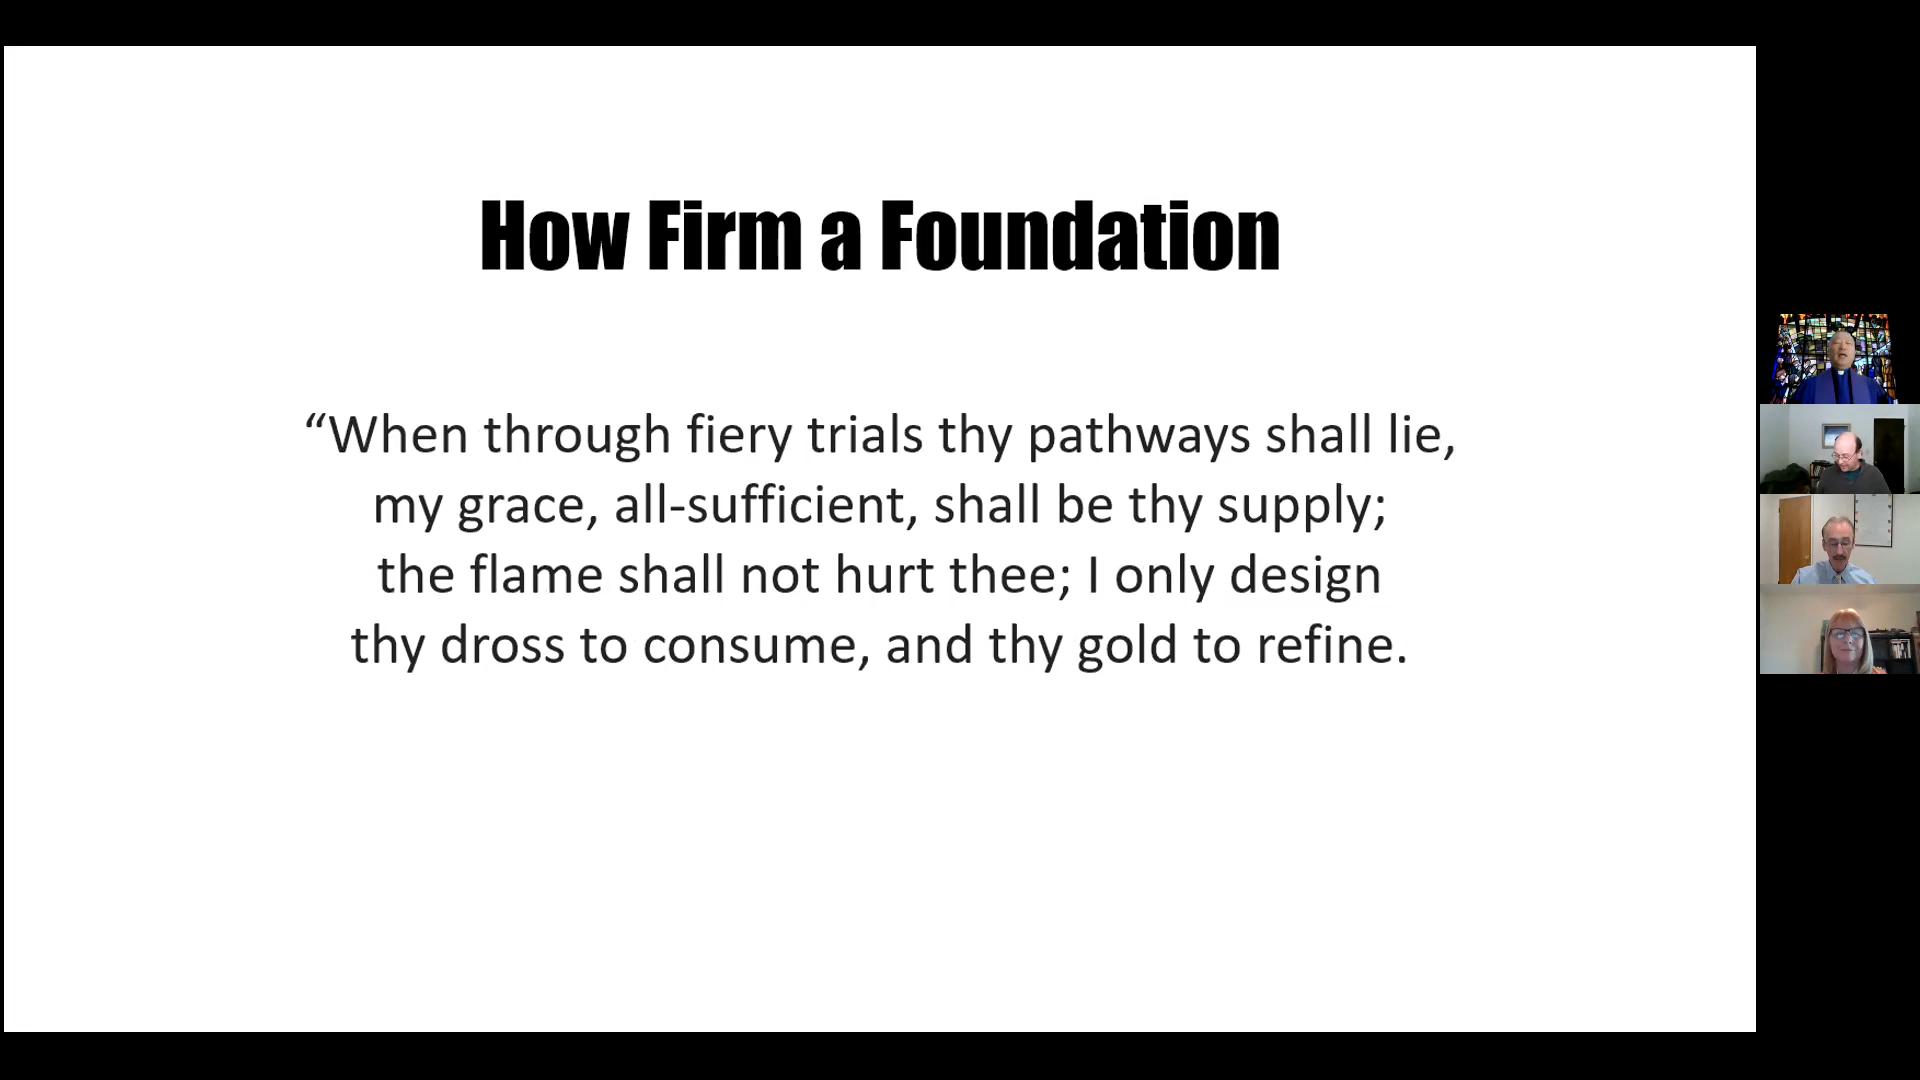 How Firm a Foundation
“When through fiery trials thy pathways shall lie,
my grace, all-sufficient, shall be thy supply;
the flame shall not hurt thee; I only design
thy dross to consume, and thy gold to refine.